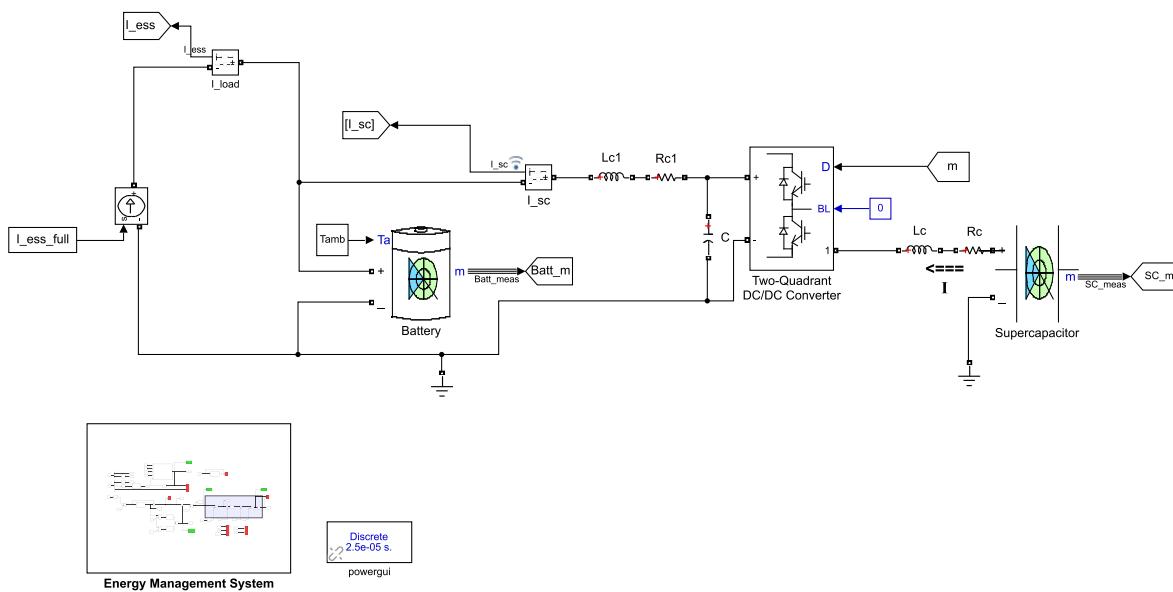 I_ess
I_ess
+
-
I_load
[I_sc]
I_sc
+
-
I_sc
Lc1
Rc1
+
D
m
BL
0
+
s
-
I_ess_full
Tamb
Ta
+
m
Batt_meas
Batt_m
_
Battery
C
-
1
Two-Quadrant
DC/DC Converter
Lc
Rc
+
<===
I
m
SC_meas
SC_m
_
Supercapacitor
Discrete
2.5e-05 s.
powergui
Energy Management System